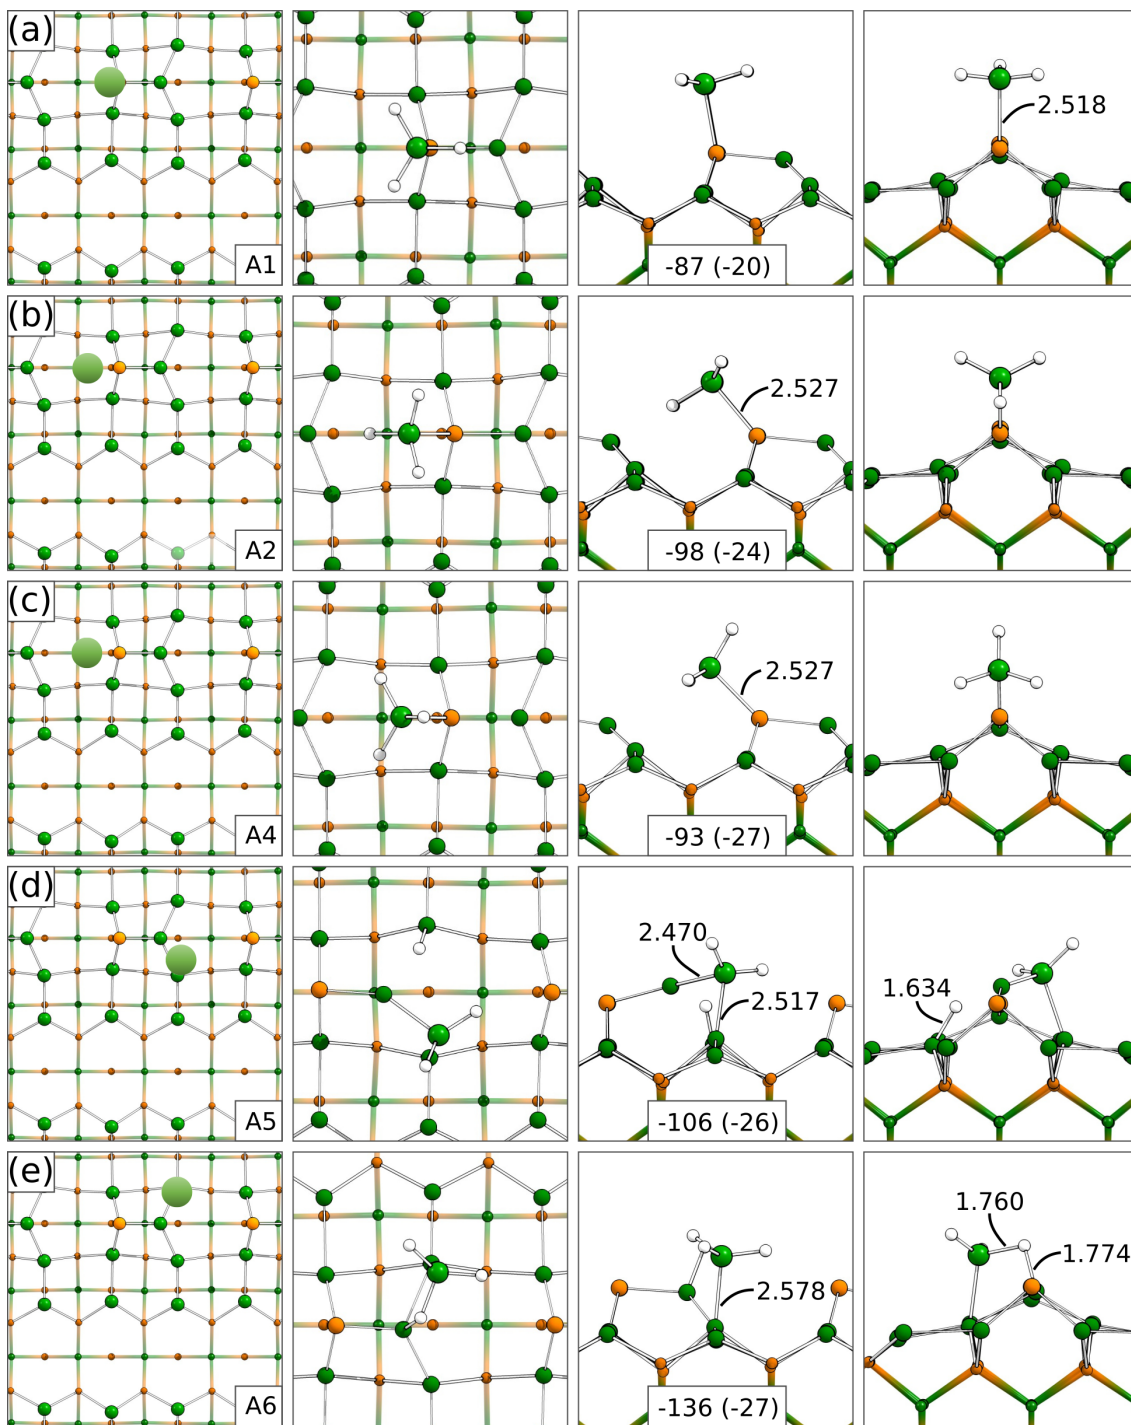 (a)
A1
-87 (-20)
2.518
(b)
A2
2.527
-98 (-24)
(c)
A4
2.527
-93 (-27)
(d)
A5
2.470
2.517
-106 (-26)
1.634
(e)
A6
2.578
-136 (-27)
1.760
1.774